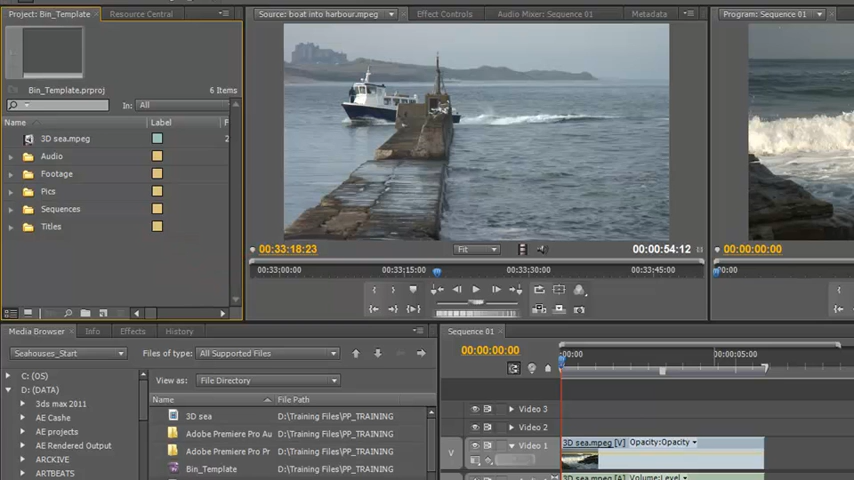 Project: Bin_Template
Resource Central
Source: boat into harbour.mpeg
Effect Controls
Audio Mixer: Sequence 01
Metadata
Program: Sequence 01
Bin_Template.prproj
6 Items
In: All
Name
Label
F
3D sea.mpeg
2
Audio
Footage
Pics
Sequences
Titles
00:33:18:23
Fit
00:00:54:12
00:00:00:00
00:33:00:00
00:33:15:00
00:33:30:00
00:33:45:00
Media Browser
Info
Effects
History
Seahouses_Start
Files of type: All Supported Files
View as: File Directory
C: (OS)
D: (DATA)
3ds max 2011
AE Cashe
AE projects
AE Rendered Output
ARCKIVE
ARTBEATS
Name
File Path
3D sea
D:\Training Files\PP_TRAINING
Adobe Premiere Pro Au
D:\Training Files\PP_TRAINING
Adobe Premiere Pro Pr
D:\Training Files\PP_TRAINING
Bin_Template
D:\Training Files\PP_TRAINING
Sequence 01
00:00:00:00
:00:00
00:00:05:00
Video 3
Video 2
V
Video 1
3D sea.mpeg [V] Opacity:Opacity
3D sea.mpeg [A] Volume:Level